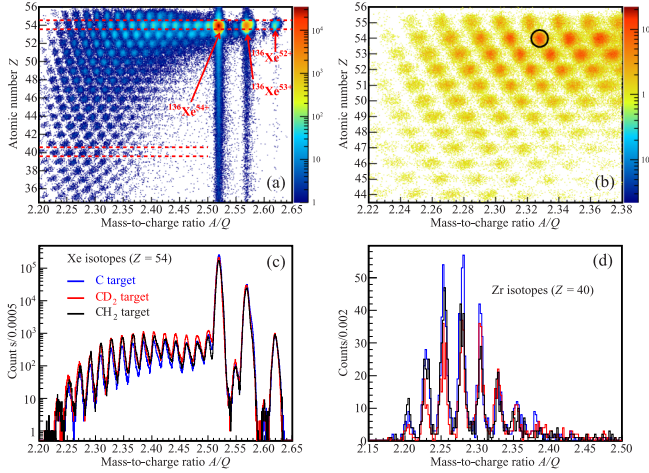 Atomic number Z
56
54
52
50
48
46
44
42
40
38
36
136Xe54+
136Xe53+
136Xe52+
(a)
10^4
10^3
10^2
10
1
2.20 2.25 2.30 2.35 2.40 2.45 2.50 2.55 2.60 2.65
Mass-to-charge ratio A/Q
Atomic number Z
56
55
54
53
52
51
50
49
48
47
46
45
44
(b)
10
1
10
2.22 2.24 2.26 2.28 2.30 2.32 2.34 2.36 2.38
Mass-to-charge ratio A/Q
Counts/0.0005
10^5
10^4
10^3
10^2
10
1
Xe isotopes (Z = 54)
C target
CD2 target
CH2 target
(c)
2.15 2.20 2.25 2.30 2.35 2.40 2.45 2.50 2.55 2.60 2.65
Mass-to-charge ratio A/Q
Counts/0.002
50
40
30
20
10
0
(d)
Zr isotopes (Z = 40)
2.15 2.20 2.25 2.30 2.35 2.40 2.45 2.50
Mass-to-charge ratio A/Q